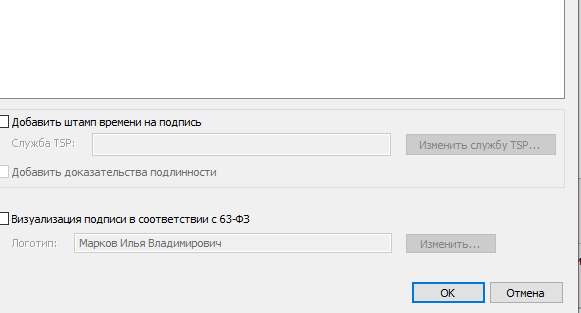 Добавить штамп времени на подпись
Служба TSP:
Изменить службу TSP...
Добавить доказательства подлинности
Визуализация подписи в соответствии с 63-ФЗ
Логотип: Марков Илья Владимирович Изменить...
OK Отмена